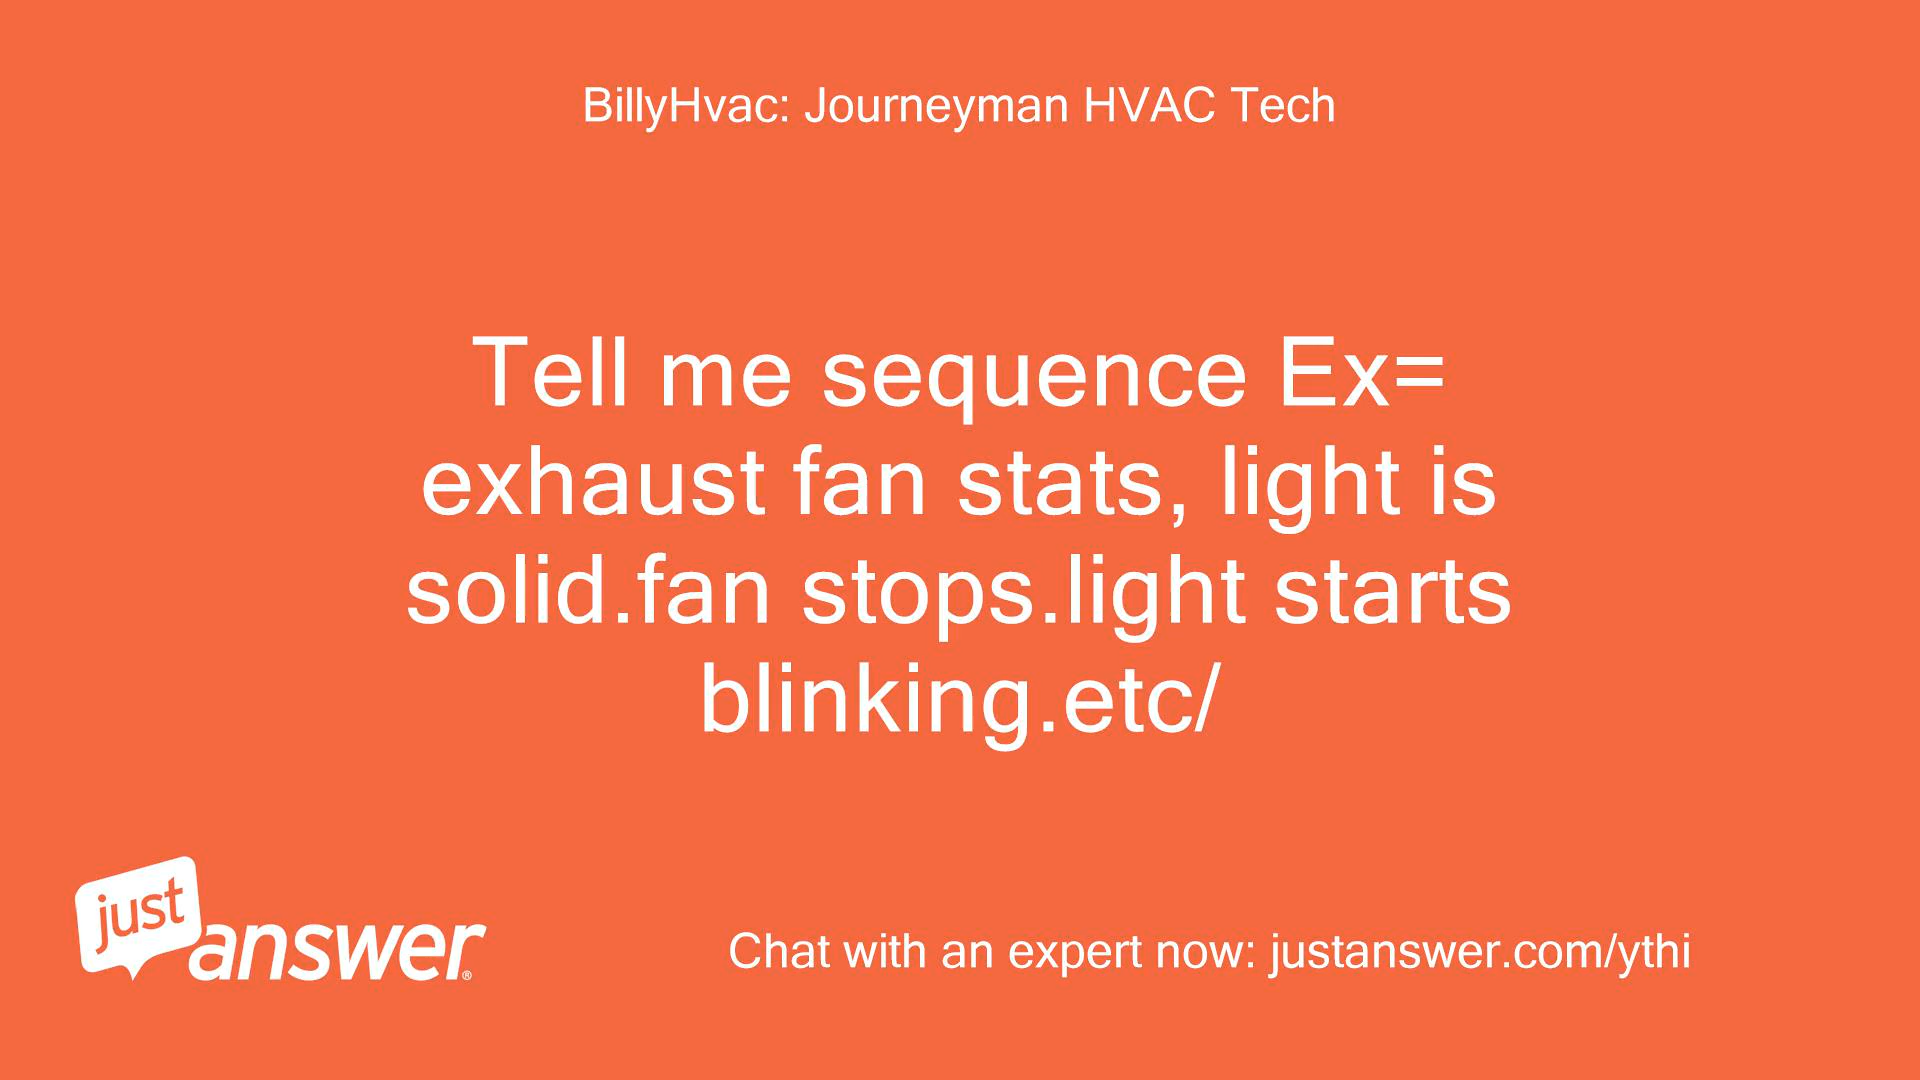 BillyHvac: Journeyman HVAC Tech
Tell me sequence Ex=
exhaust fan stats, light is
solid.fan stops.light starts
blinking.etc/
just
answer®
Chat with an expert now: justanswer.com/ythi